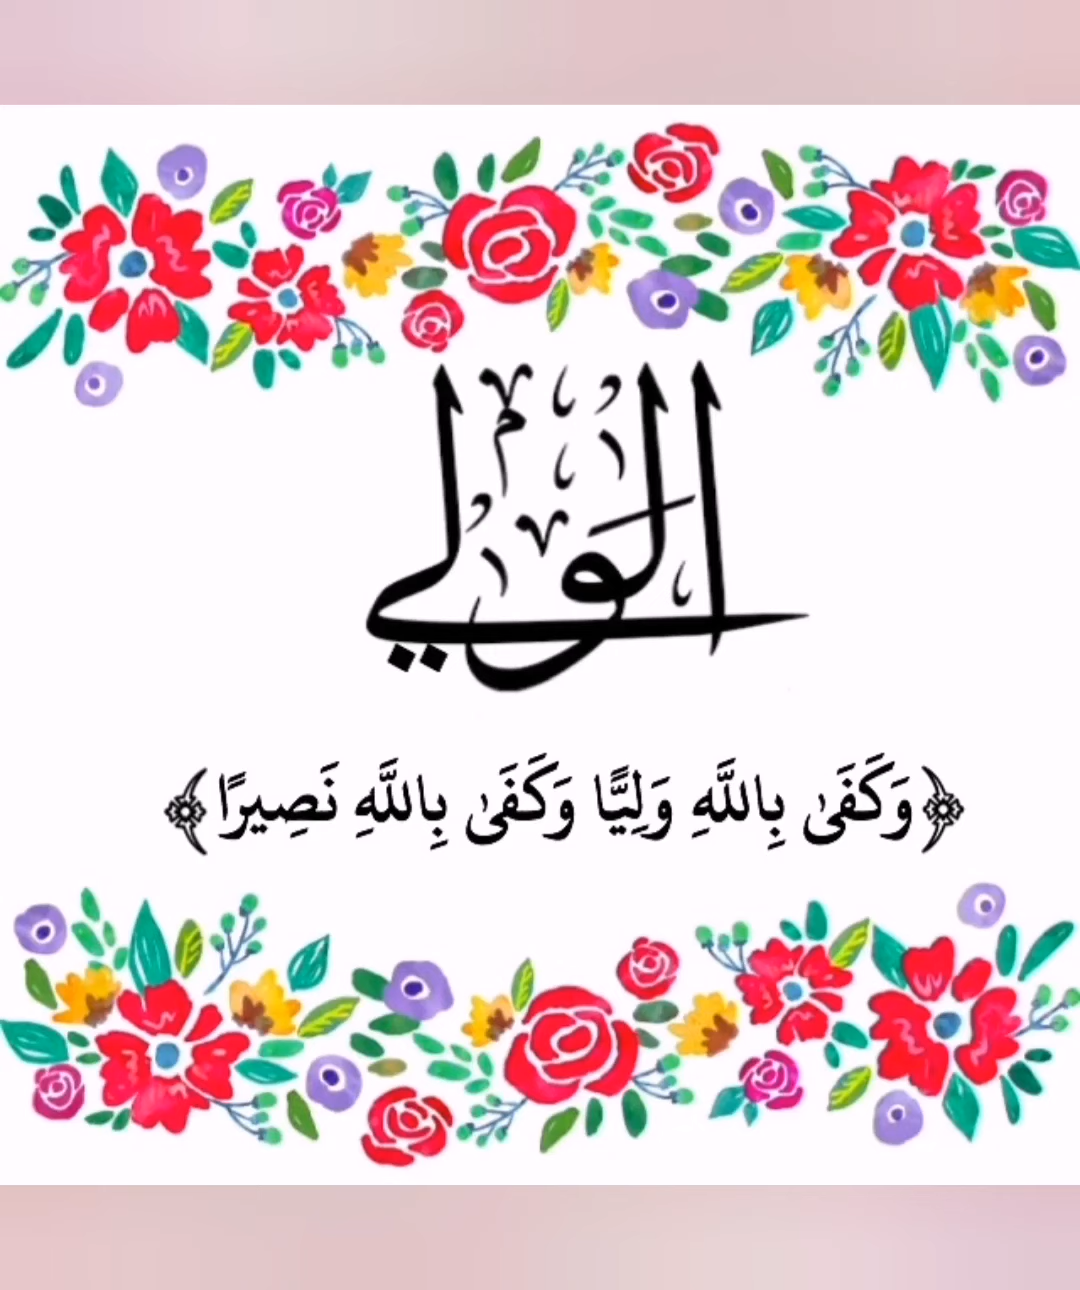 الولي
﴿وَكَفَىٰ بِاللَّهِ وَلِيًّا وَكَفَىٰ بِاللَّهِ نَصِيرًا﴾